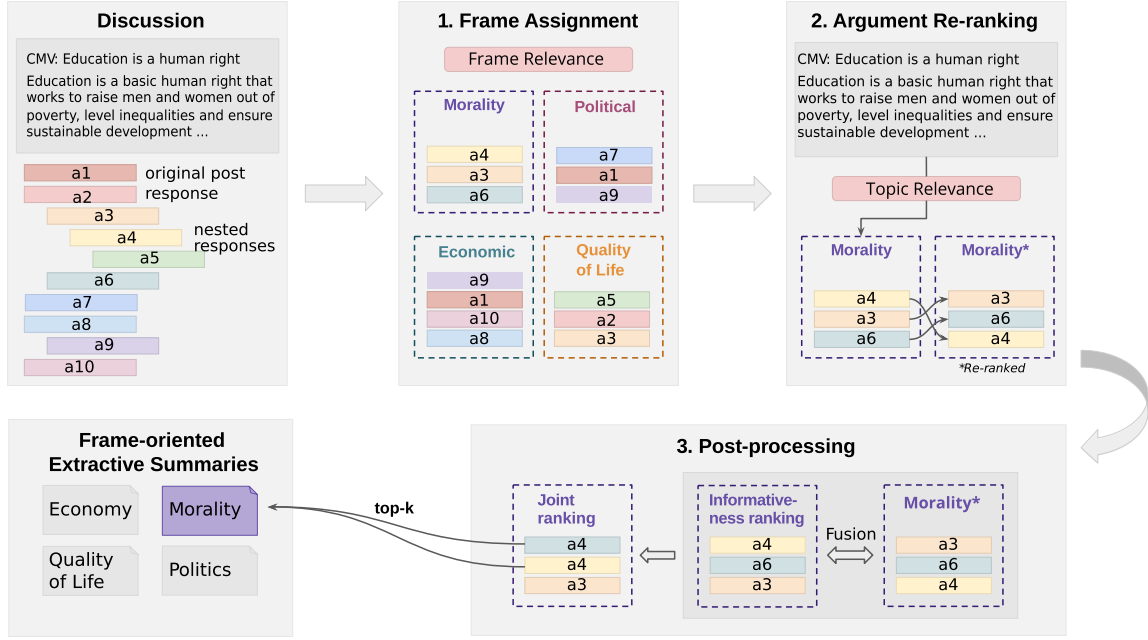 Discussion
CMV: Education is a human right
Education is a basic human right that
works to raise men and women out of
poverty, level inequalities and ensure
sustainable development ...
a1
original post
a2
response
a3
a4
nested
responses
a5
a6
a7
a8
a9
a10
1. Frame Assignment
Frame Relevance
Morality
a4
a3
a6
Political
a7
a1
a9
Economic
a9
a1
a10
a8
Quality
of Life
a5
a2
a3
2. Argument Re-ranking
CMV: Education is a human right
Education is a basic human right that
works to raise men and women out of
poverty, level inequalities and ensure
sustainable development ...
Topic Relevance
Morality
a4
a3
a6
Morality*
a3
a6
a4
*Re-ranked
3. Post-processing
Morality*
a3
a6
a4
Fusion
Informative-
ness ranking
a4
a6
a3
Joint
ranking
a4
a4
a3
top-k
Frame-oriented
Extractive Summaries
Economy
Morality
Quality
of Life
Politics